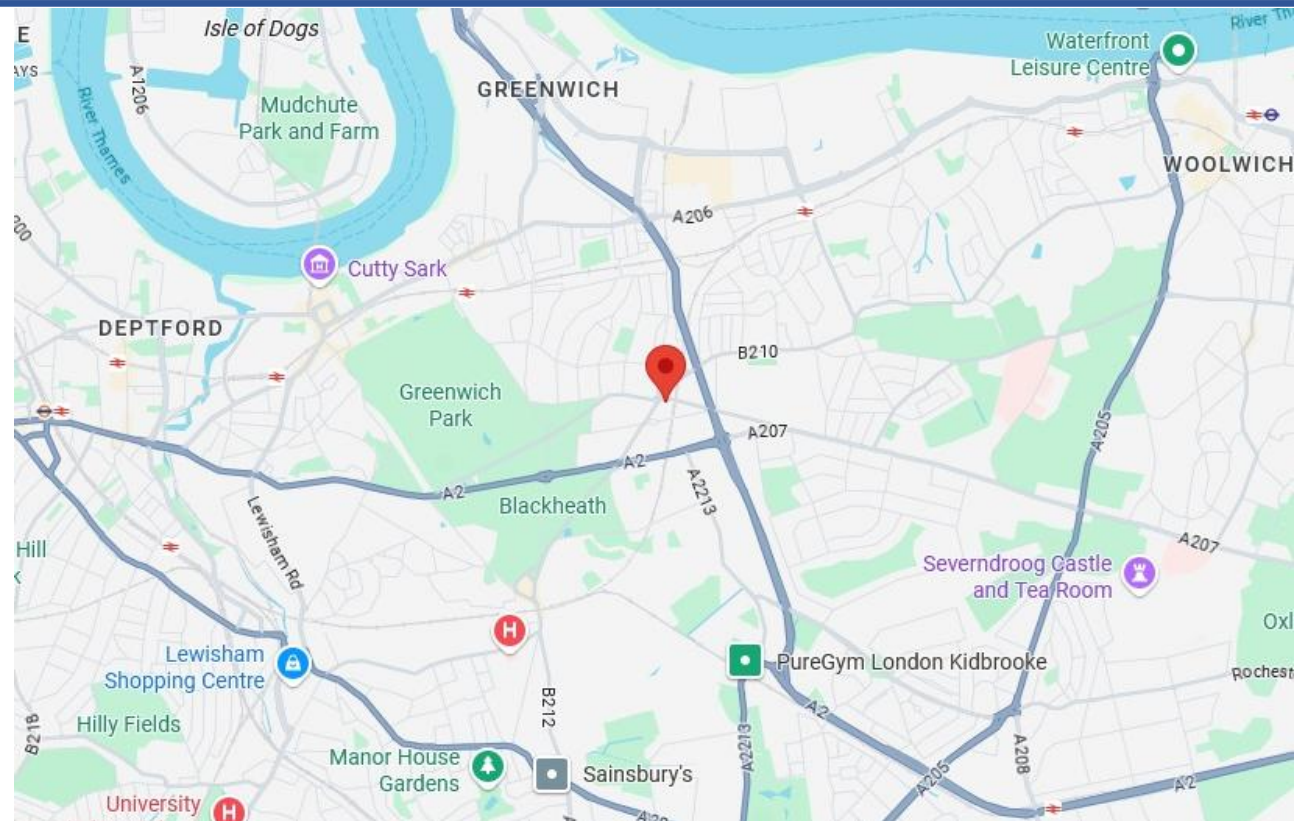 E
AYS
Isle of Dogs
A1206
River Thames
Mudchute
Park and Farm
GREENWICH
Waterfront
Leisure Centre
WOOLWICH
A206
Cutty Sark
DEPTFORD
B210
Greenwich
Park
A207
A205
A2
A2
A2213
Blackheath
Lewisham Rd
A207
Hill
Severndroog Castle
and Tea Room
H
Lewisham
Shopping Centre
PureGym London Kidbrooke
B212
A2
A2213
A208
A205
A2
B218
Hilly Fields
Manor House
Gardens
Sainsbury's
University
H